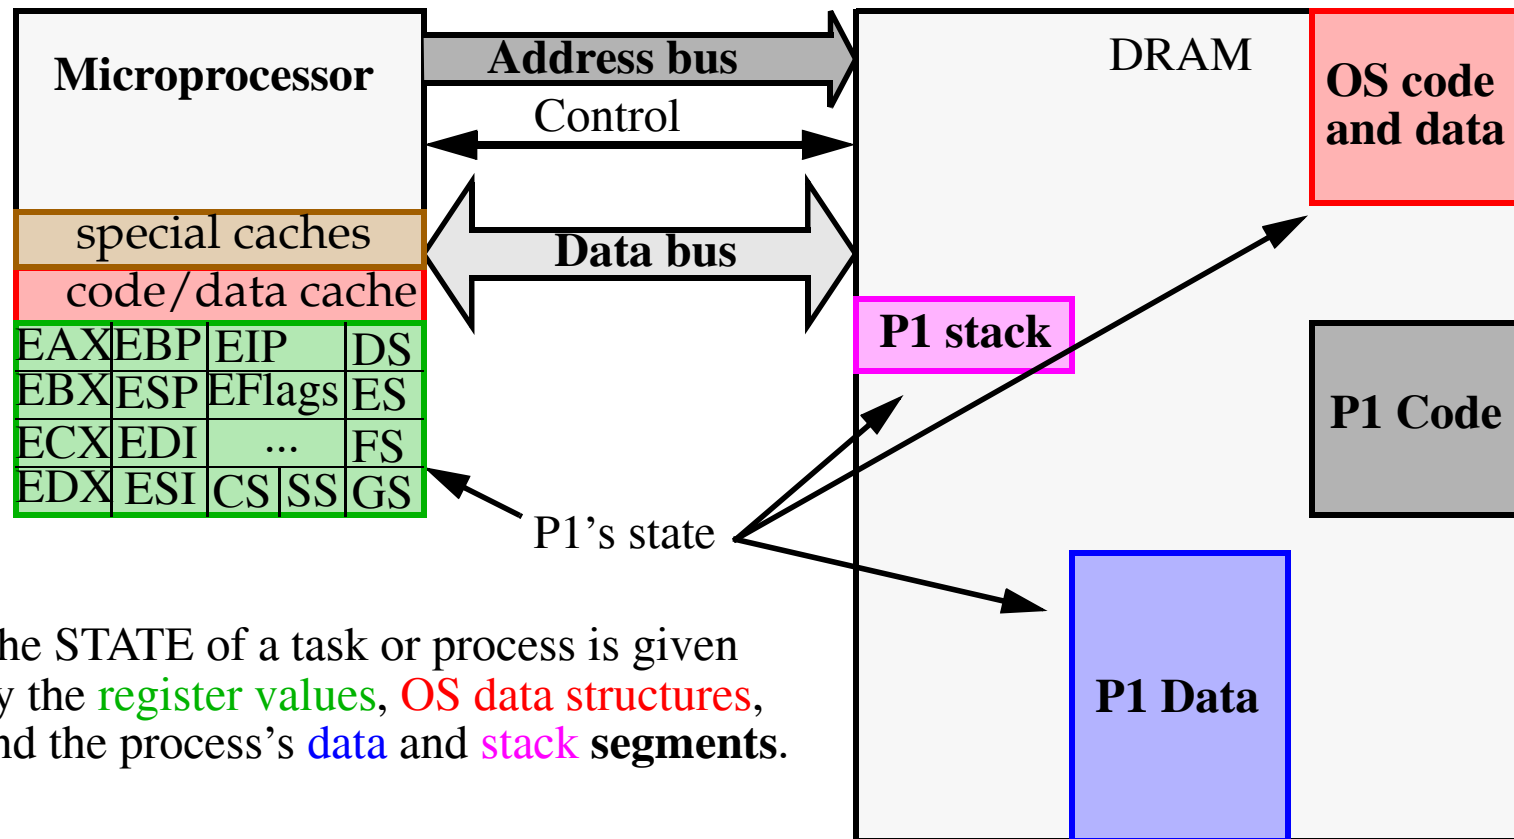 Microprocessor
Address bus
Control
Data bus
DRAM
OS code
and data
special caches
code/data cache
EAX EBP EIP DS
EBX ESP EFlags ES
ECX EDI ... FS
EDX ESI CS SS GS
P1 stack
P1 Code
P1's state
P1 Data
he STATE of a task or process is given
y the register values, OS data structures,
nd the process's data and stack segments.